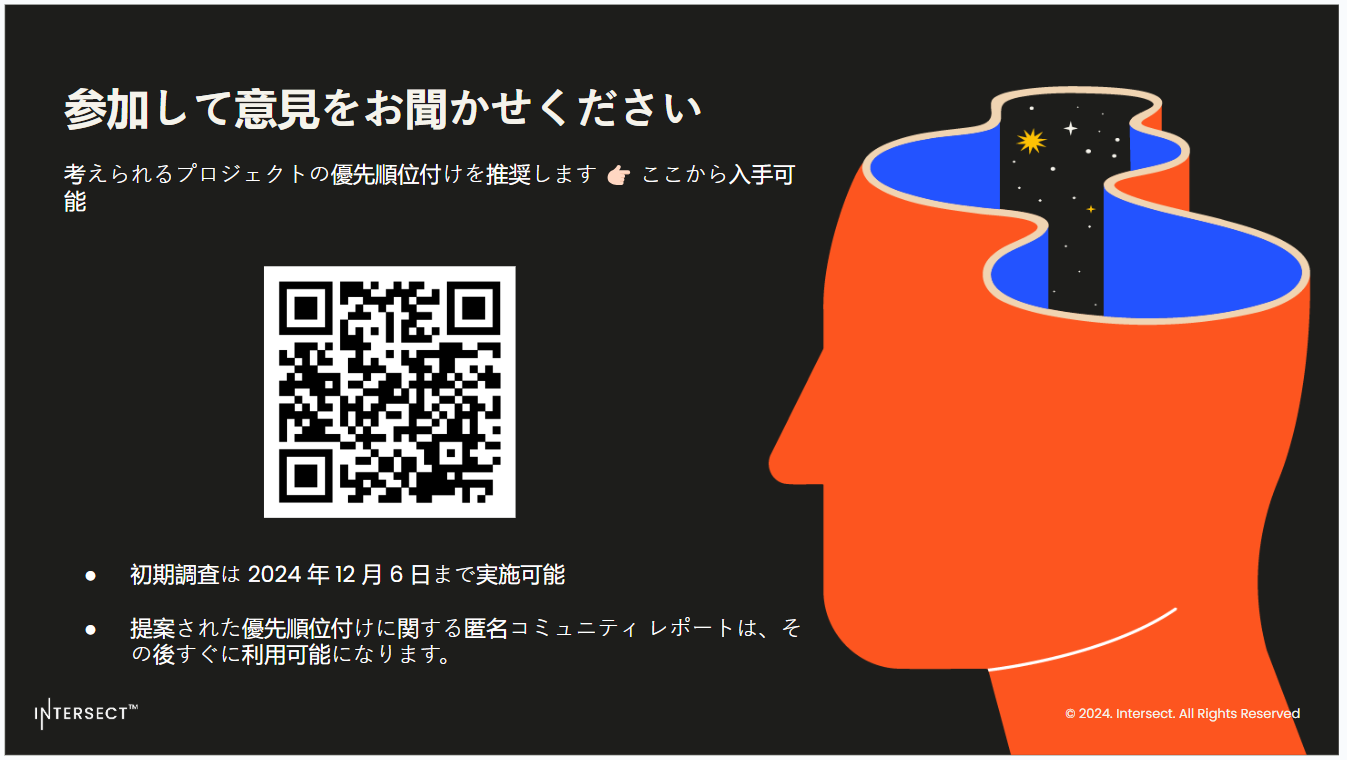 参加して意見をお聞かせください
考えられるプロジェクトの優先順位付けを推奨します 👉🏻 ここから入手可
能
● 初期調査は 2024 年 12 月 6 日まで実施可能
● 提案された優先順位付けに関する匿名コミュニティ レポートは、そ
の後すぐに利用可能になります。
INTERSECT™
© 2024. Intersect. All Rights Reserved